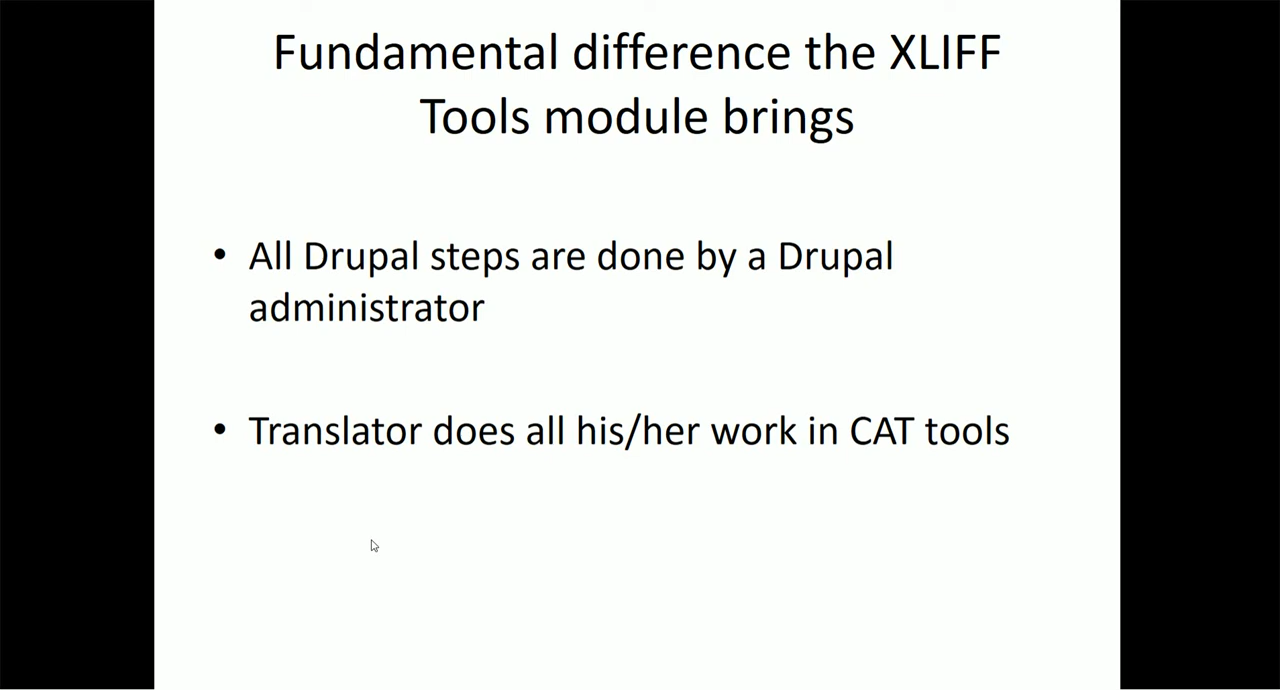 Fundamental difference the XLIFF
Tools module brings
• All Drupal steps are done by a Drupal
administrator
• Translator does all his/her work in CAT tools